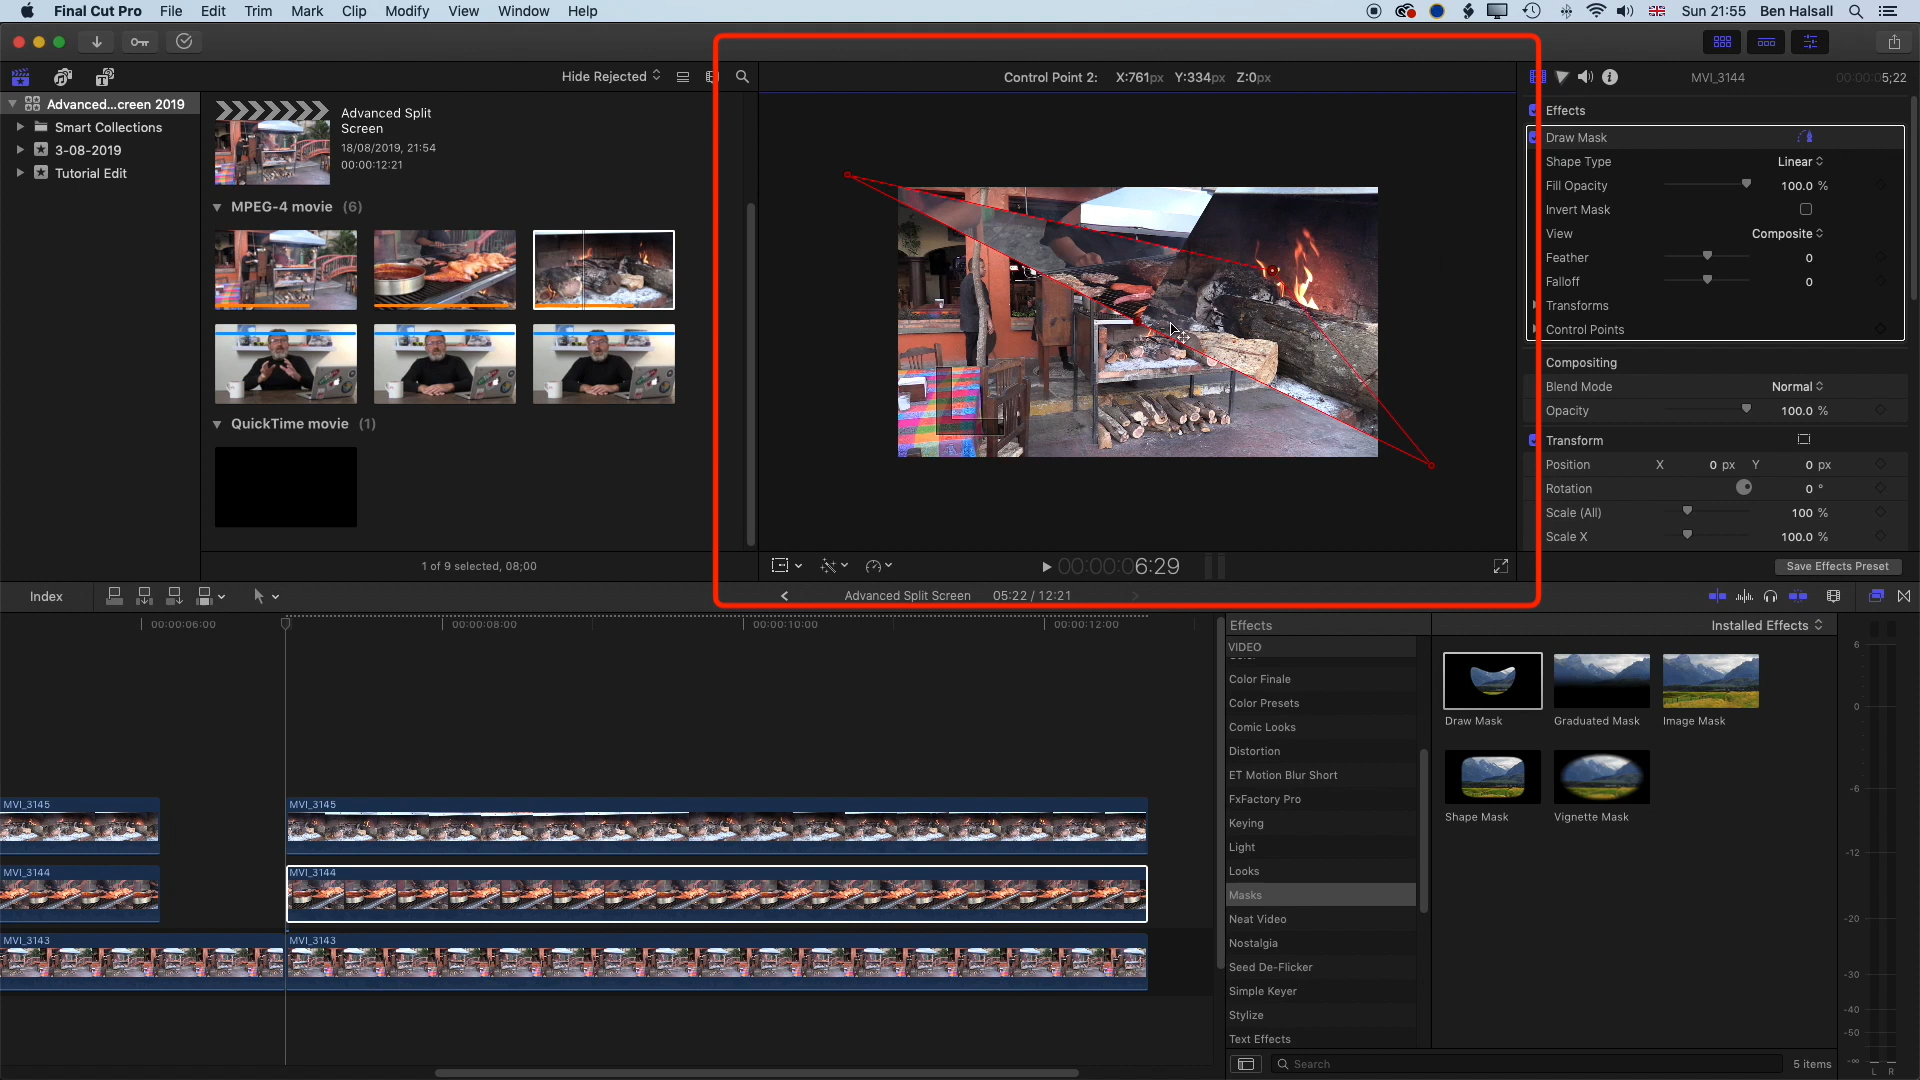 Final Cut Pro File Edit Trim Mark Clip Modify View Window Help Sun 21:55 Ben Halsall
Hide Rejected Control Point 2: X:761px Y:334px Z:0px MVI_3144 00:00:05;22
Advanced...creen 2019
Smart Collections
3-08-2019
Tutorial Edit
Advanced Split
Screen
18/08/2019, 21:54
00:00:12:21
MPEG-4 movie (6)
QuickTime movie (1)
1 of 9 selected, 08;00
00:00:06:29
Effects
Draw Mask
Shape Type Linear
Fill Opacity 100.0 %
Invert Mask
View Composite
Feather 0
Falloff 0
Transforms
Control Points
Compositing
Blend Mode Normal
Opacity 100.0 %
Transform
Position X 0 px Y 0 px
Rotation 0 °
Scale (All) 100 %
Scale X 100.0 %
Save Effects Preset
Index Advanced Split Screen 05:22 / 12:21
00:00:06:00 00:00:08:00 00:00:10:00 00:00:12:00
MVI_3145 MVI_3145
MVI_3144 MVI_3144
MVI_3143 MVI_3143
Effects Installed Effects
VIDEO
Color Finale
Color Presets
Comic Looks
Distortion
ET Motion Blur Short
FxFactory Pro
Keying
Light
Looks
Masks
Neat Video
Nostalgia
Seed De-Flicker
Simple Keyer
Stylize
Text Effects
Draw Mask Graduated Mask Image Mask
Shape Mask Vignette Mask
Search 5 items
6
0
-6
-12
-20
-30
-40
-50
-∞
L R